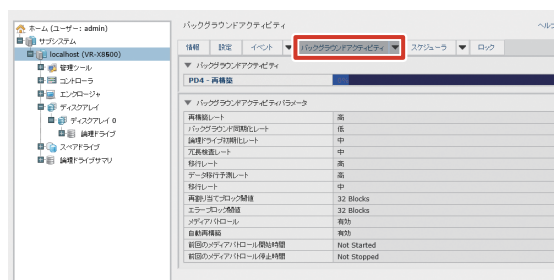 ホーム (ユーザー: admin)
サブシステム
localhost (VR-X8600)
管理ツール
コントローラ
エンクロージャ
ディスクアレイ
ディスクアレイ 0
論理ドライブ
スペアドライブ
論理ドライブサマリ
バックグラウンドアクティビティ
ヘル
情報 設定 イベント バックグラウンドアクティビティ スケジューラ ロック
バックグラウンドアクティビティ
PD4 - 再構築
バックグラウンドアクティビティパラメータ
再構築レート 高
バックグラウンド同期化レート 低
論理ドライブ初期化レート 中
冗長検査レート 中
移行レート 高
データ移行予測レート 高
移行レート 中
再割り当てブロック閾値 32 Blocks
エラーブロック閾値 32 Blocks
メディアパトロール 有効
自動再構築 有効
前回のメディアパトロール開始時間 Not Started
前回のメディアパトロール停止時間 Not Stopped